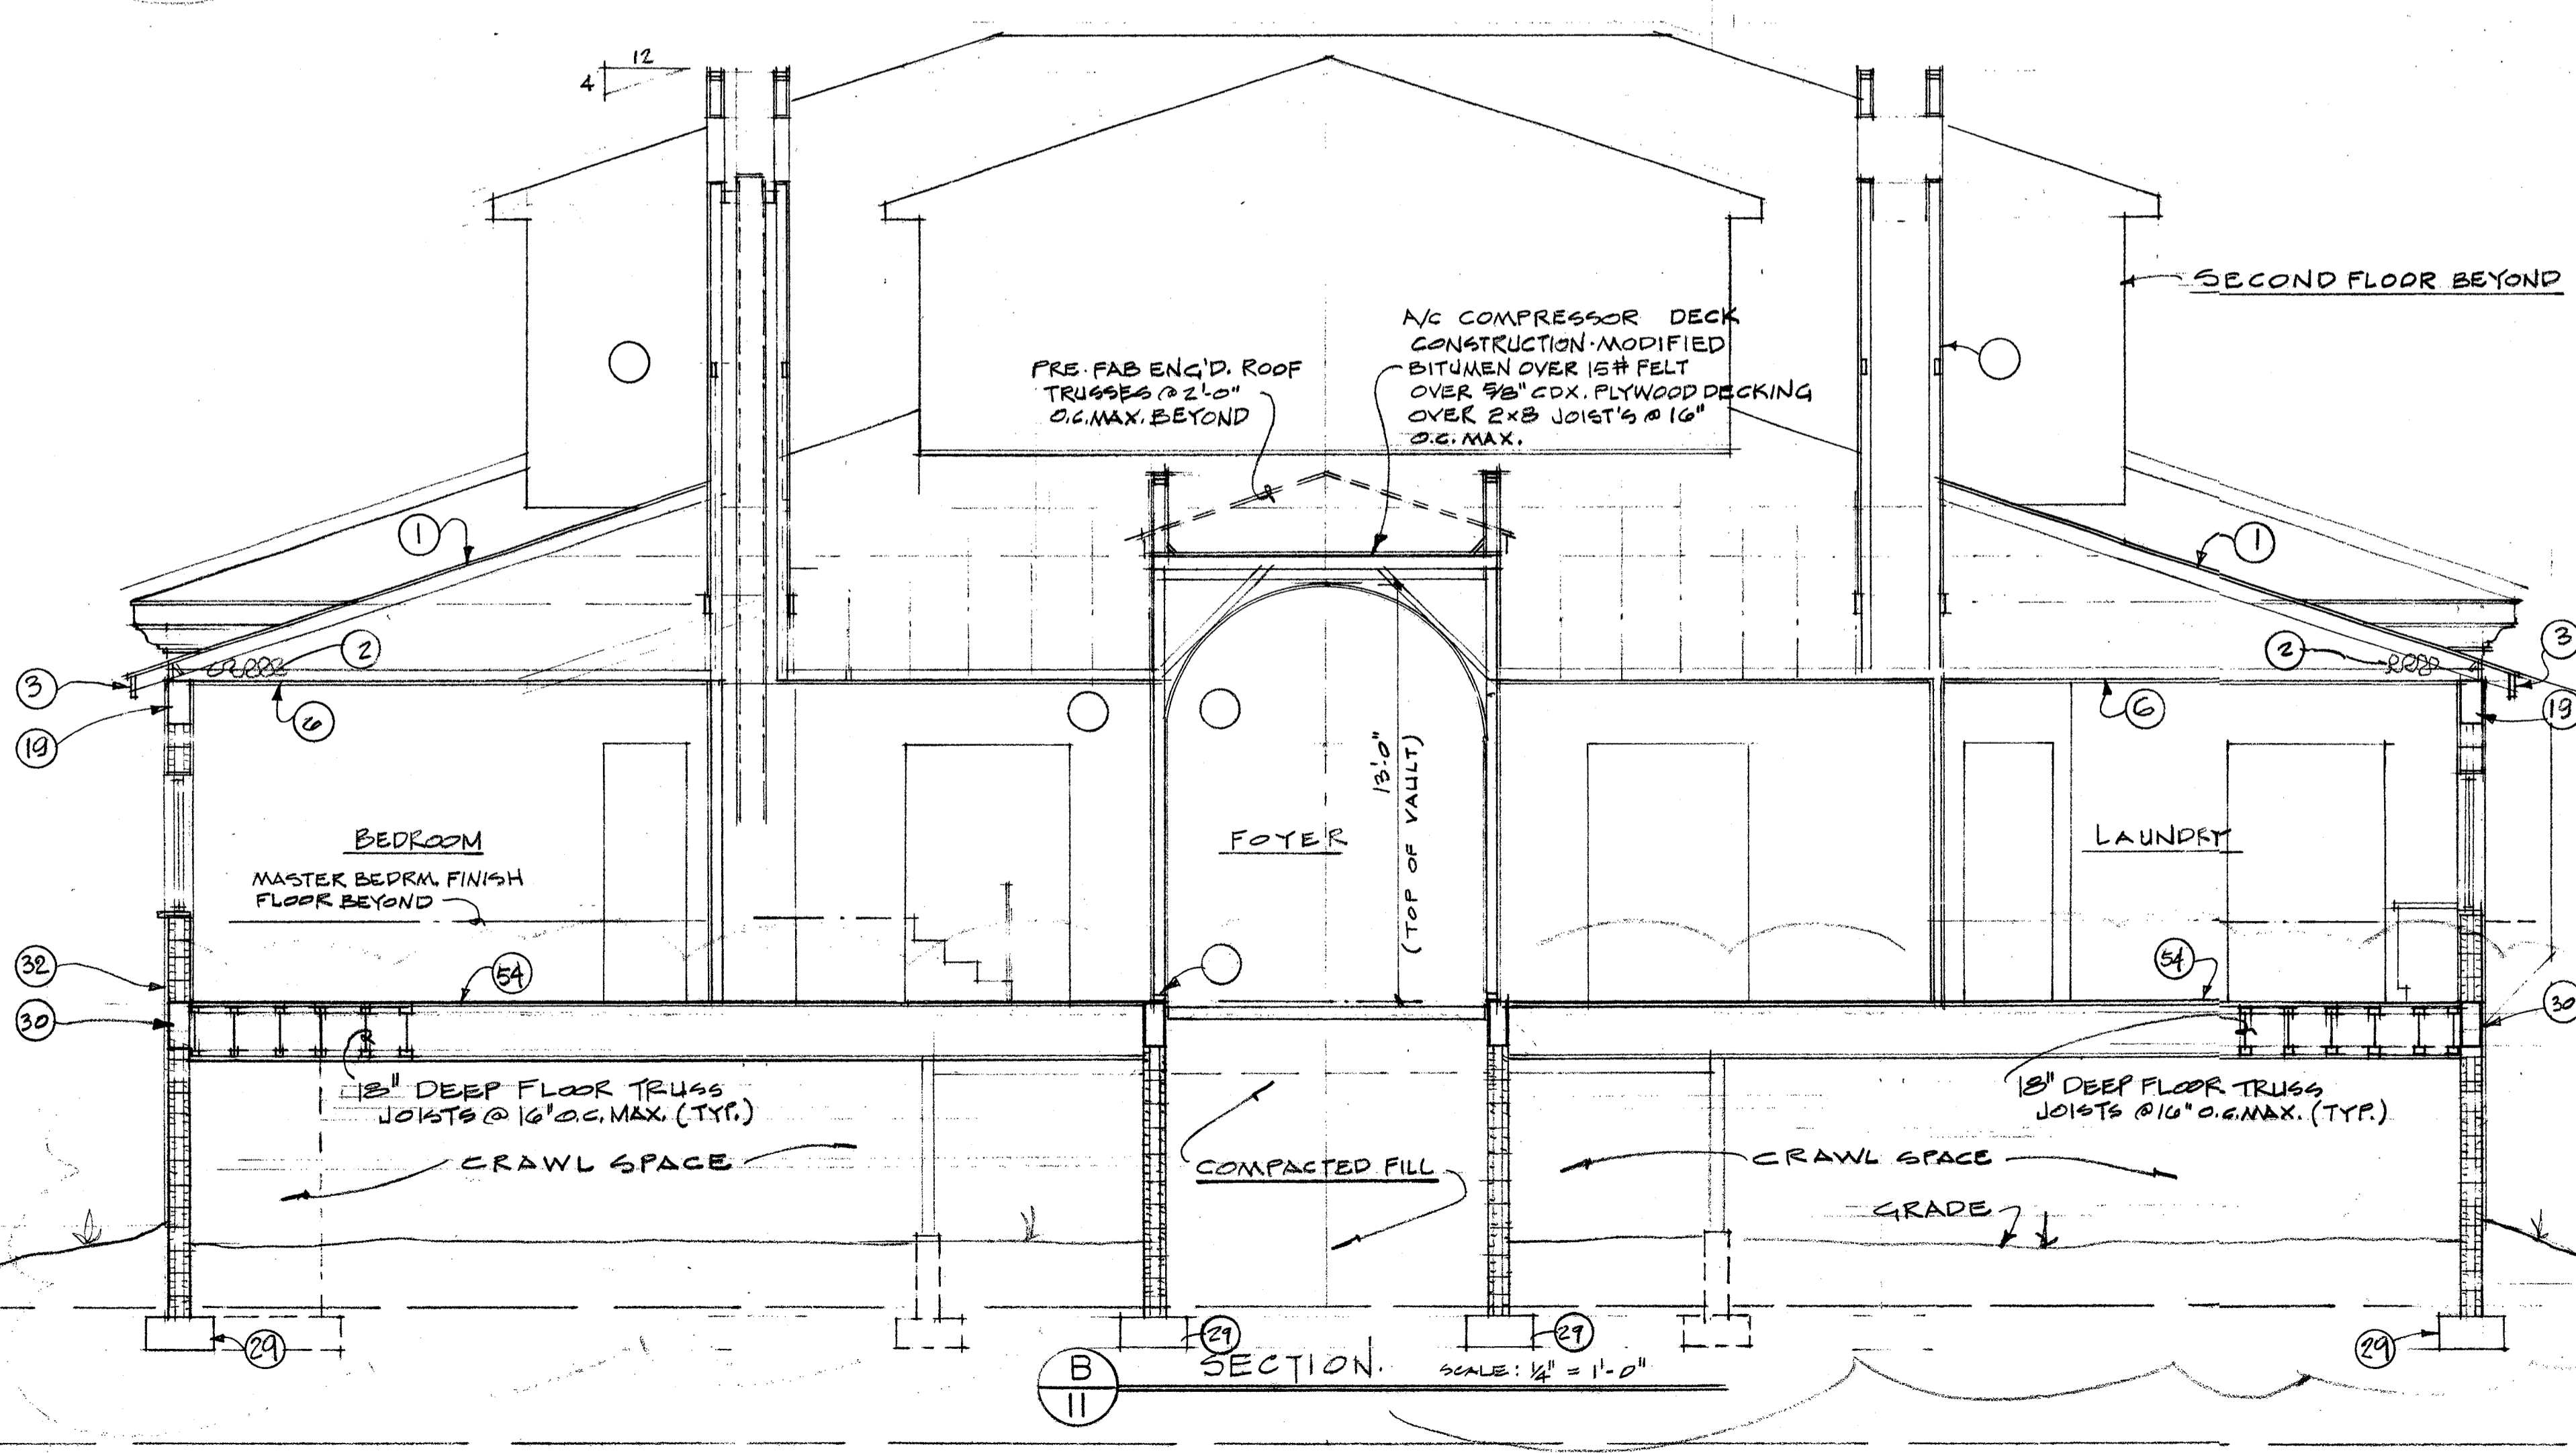 12
4
SECOND FLOOR BEYOND
A/C COMPRESSOR DECK
CONSTRUCTION·MODIFIED
BITUMEN OVER 15# FELT
OVER 5/8" CDX. PLYWOOD DECKING
OVER 2×8 JOIST'S @ 16"
O.C. MAX.
PRE·FAB ENG'D. ROOF
TRUSSES @ 2'-0"
O.C. MAX. BEYOND
1
1
2
2
3
3
6
6
19
19
13'-0"
(TOP OF VAULT)
BEDROOM
FOYER
LAUNDRY
MASTER BEDRM. FINISH
FLOOR BEYOND
32
54
54
30
30
18" DEEP FLOOR TRUSS
JOISTS @ 16" O.C. MAX. (TYP.)
18" DEEP FLOOR TRUSS
JOISTS @ 16" O.C. MAX. (TYP.)
CRAWL SPACE
COMPACTED FILL
CRAWL SPACE
GRADE
29
29
29
29
B
11
SECTION.
SCALE: 1/4" = 1'-0"